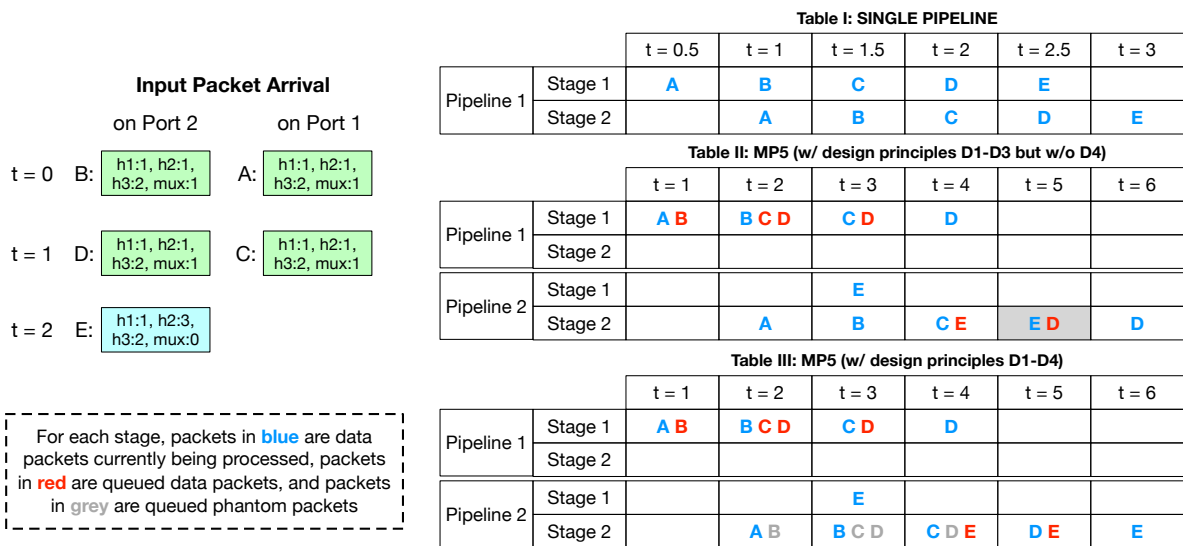 Input Packet Arrival
on Port 2 on Port 1
t = 0 B: h1:1, h2:1, A: h1:1, h2:1,
h3:2, mux:1 h3:2, mux:1
t = 1 D: h1:1, h2:1, C: h1:1, h2:1,
h3:2, mux:1 h3:2, mux:1
t = 2 E: h1:1, h2:3,
h3:2, mux:0
For each stage, packets in blue are data
packets currently being processed, packets
in red are queued data packets, and packets
in grey are queued phantom packets
Table I: SINGLE PIPELINE
t = 0.5 t = 1 t = 1.5 t = 2 t = 2.5 t = 3
Pipeline 1
Stage 1 A B C D E
Stage 2 A B C D E
Table II: MP5 (w/ design principles D1-D3 but w/o D4)
t = 1 t = 2 t = 3 t = 4 t = 5 t = 6
Pipeline 1
Stage 1 A B B C D C D D
Stage 2
Pipeline 2
Stage 1 E
Stage 2 A B C E E D D
Table III: MP5 (w/ design principles D1-D4)
t = 1 t = 2 t = 3 t = 4 t = 5 t = 6
Pipeline 1
Stage 1 A B B C D C D D
Stage 2
Pipeline 2
Stage 1 E
Stage 2 A B B C D C D E D E E